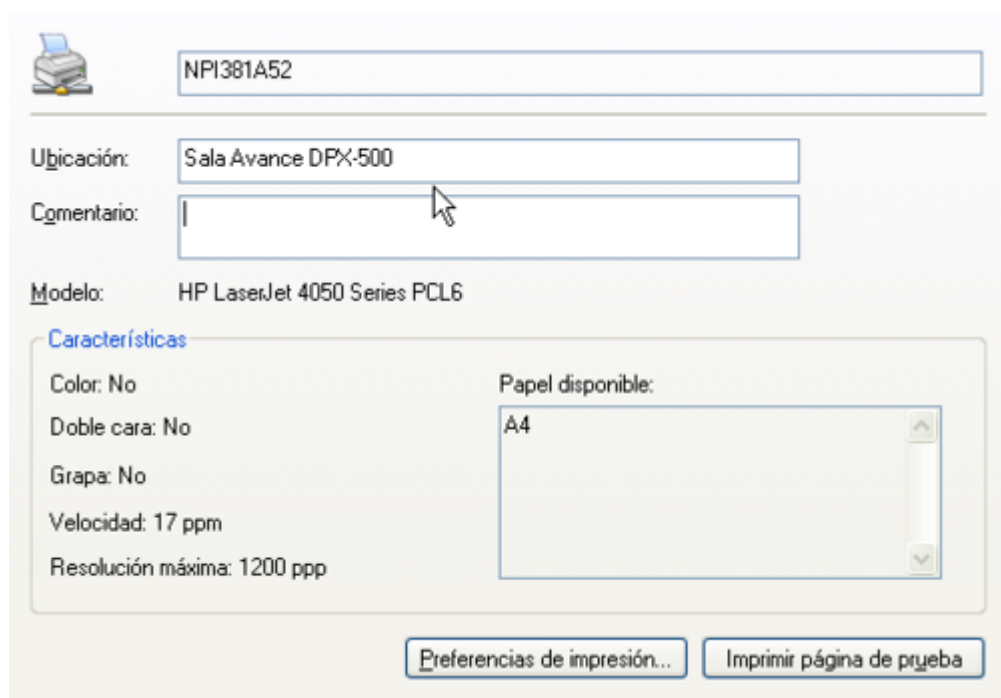 NPI381A52
Ubicación: Sala Avance DPX-500
Comentario:
Modelo: HP LaserJet 4050 Series PCL6
Características
Color: No
Papel disponible:
Doble cara: No
A4
Grapa: No
Velocidad: 17 ppm
Resolución máxima: 1200 ppp
Preferencias de impresión...
Imprimir página de prueba